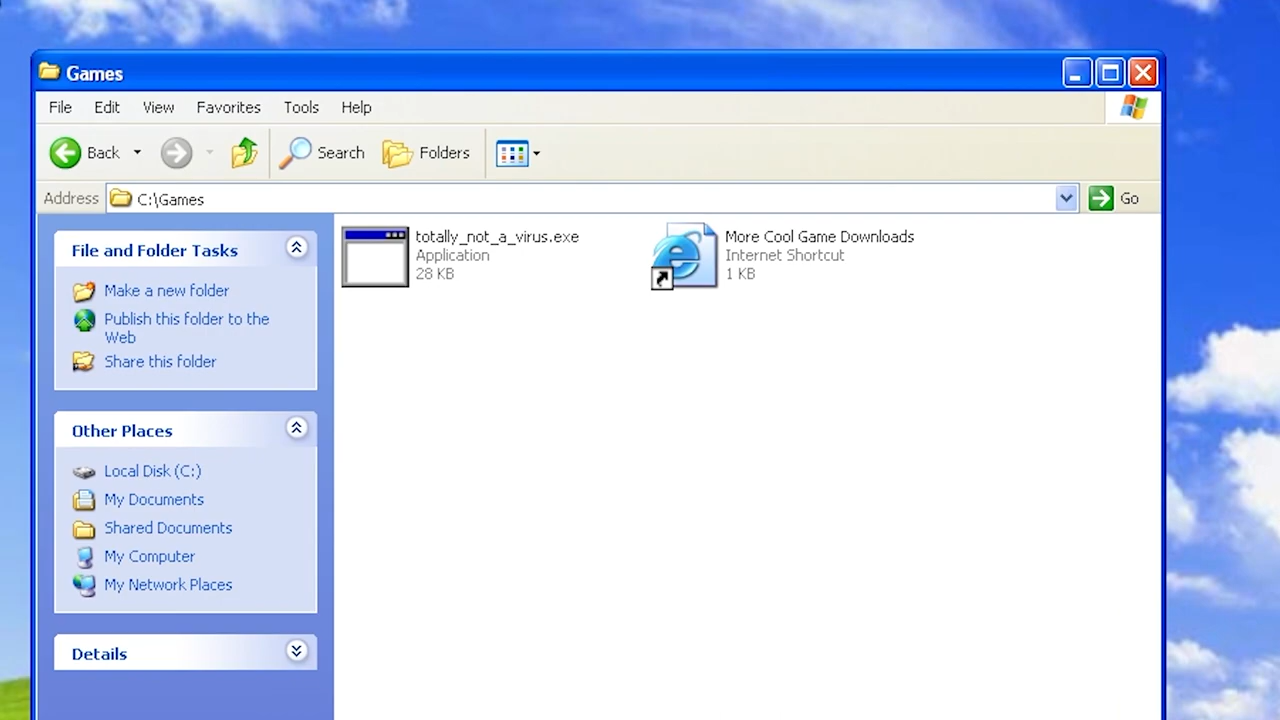 Games
File Edit View Favorites Tools Help
Back Search Folders
Address C:\Games Go
File and Folder Tasks
Make a new folder
Publish this folder to the
Web
Share this folder
Other Places
Local Disk (C:)
My Documents
Shared Documents
My Computer
My Network Places
Details
totally_not_a_virus.exe
Application
28 KB
More Cool Game Downloads
Internet Shortcut
1 KB